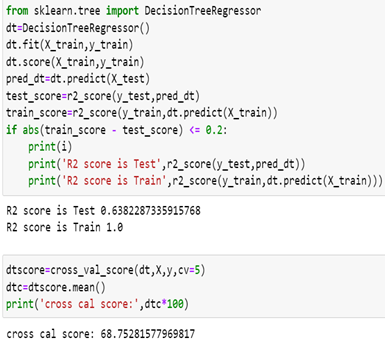 from sklearn.tree import DecisionTreeRegressor
dt=DecisionTreeRegressor()
dt.fit(X_train,y_train)
dt.score(X_train,y_train)
pred_dt=dt.predict(X_test)
test_score=r2_score(y_test,pred_dt)
train_score=r2_score(y_train,dt.predict(X_train))
if abs(train_score - test_score) <= 0.2:
    print(i)
    print('R2 score is Test',r2_score(y_test,pred_dt))
    print('R2 score is Train',r2_score(y_train,dt.predict(X_train)))
R2 score is Test 0.6382287335915768
R2 score is Train 1.0
dtscore=cross_val_score(dt,X,y,cv=5)
dtc=dtscore.mean()
print('cross cal score:',dtc*100)
cross cal score: 68.75281577969817